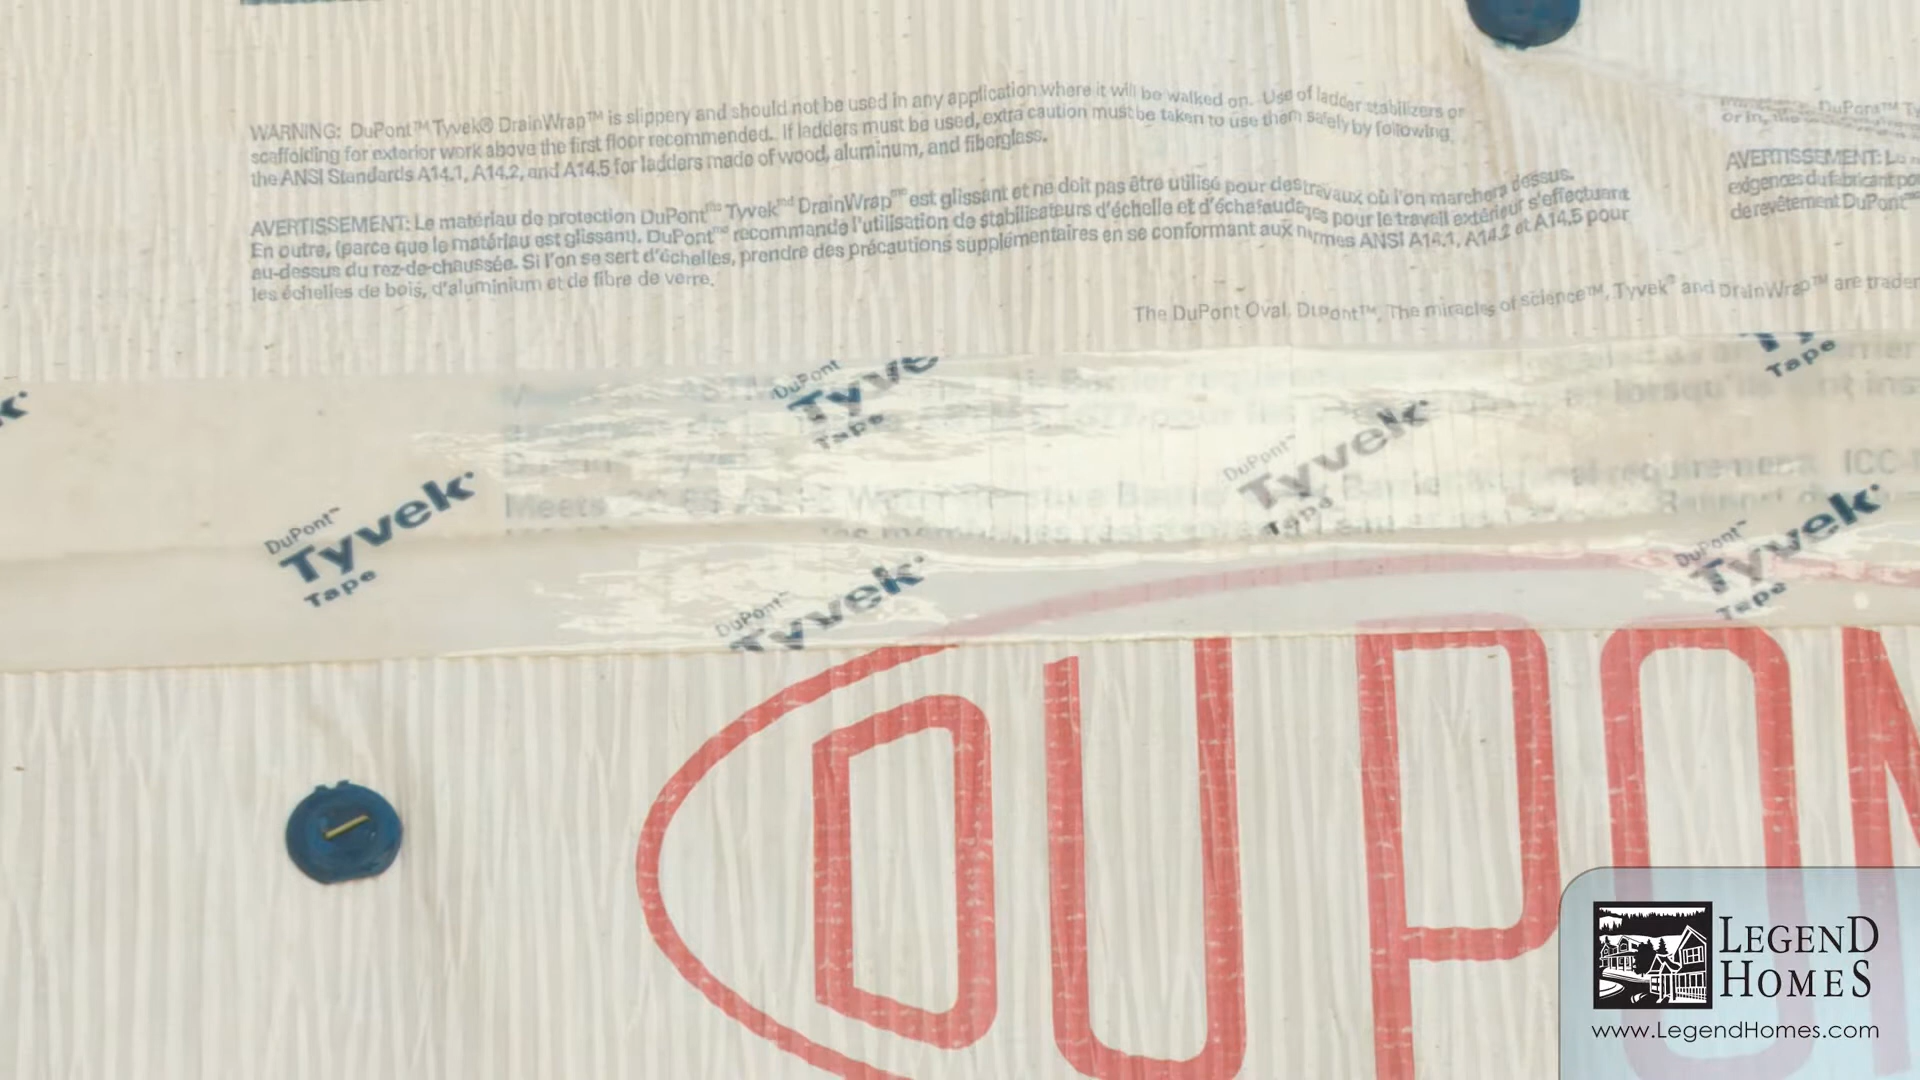 WARNING: DuPont™ Tyvek® DrainWrap™ is slippery and should not be used in any application where it will be walked on. Use of ladder stabilizers or
scaffolding for exterior work above the first floor recommended. If ladders must be used, extra caution must be taken to use them safely by following
the ANSI Standards A14.1, A14.2, and A14.5 for ladders made of wood, aluminum, and fiberglass.
AVERTISSEMENT: Le matériau de protection DuPont™ Tyvek DrainWrap est glissant et ne doit pas être utilisé pour des travaux où l'on marchera dessus.
En outre, (parce que le matériau est glissant), DuPont recommande l'utilisation de stabilisateurs d'échelle et d'échafaudages pour le travail extérieur s'effectuant
au-dessus du rez-de-chaussée. Si l'on se sert d'échelles, prendre des précautions supplémentaires en se conformant aux normes ANSI A14.1, A14.2 et A14.5 pour
les échelles de bois, d'aluminium et de fibre de verre.
DuPont™
or in,
AVERTISSEMENT:
exigences du fabricant
de revêtement DuPont
The DuPont Oval, DuPont™, The miracles of science™, Tyvek® and DrainWrap™ are
DuPont
Tyve
Tape
Tape
DuPont™
Tyvek
Tape
DuPont™
Tyvek
Tape
DuPont™
Tyvek
DuPont™
Tyvek
Tape
Meets
requirement ICC
lorsqu'
DUPON
LEGEND
HOMES
www.LegendHomes.com